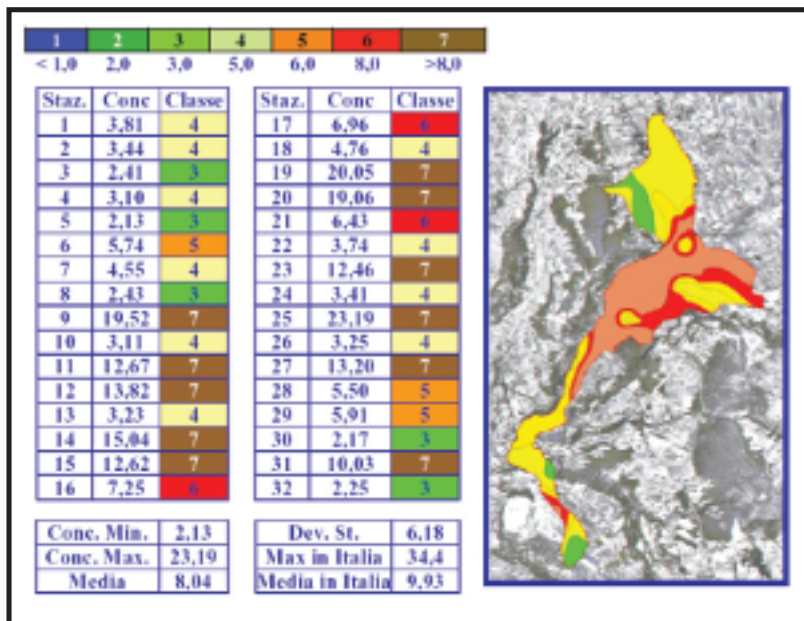 1 2 3 4 5 6 7
< 1,0 2,0 3,0 5,0 6,0 8,0 >8,0
Staz. Conc Classe
1 3,81 4
2 3,44 4
3 2,41 3
4 3,10 4
5 2,13 3
6 5,74 5
7 4,55 4
8 2,43 3
9 19,52 7
10 3,11 4
11 12,67 7
12 13,82 7
13 3,23 4
14 15,04 7
15 12,62 7
16 7,25 6
Staz. Conc Classe
17 6,96 6
18 4,76 4
19 20,05 7
20 19,06 7
21 6,43 6
22 3,74 4
23 12,46 7
24 3,41 4
25 23,19 7
26 3,25 4
27 13,20 7
28 5,50 5
29 5,91 5
30 2,17 3
31 10,03 7
32 2,25 3
Conc. Min. 2,13
Conc. Max. 23,19
Media 8,04
Dev. St. 6,18
Max in Italia 34,4
Media in Italia 9,93